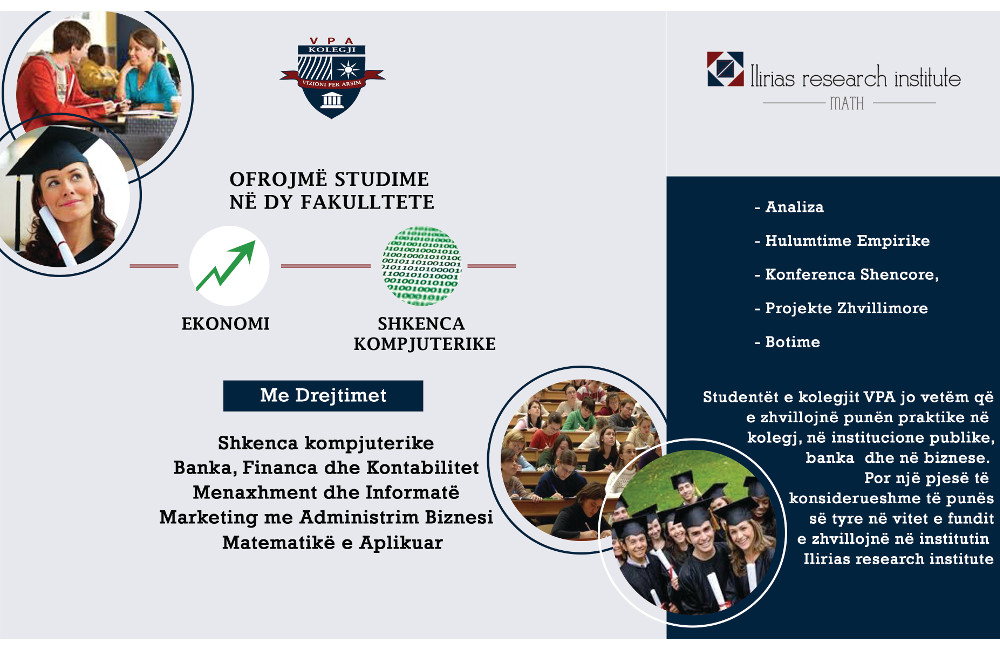 V P A
KOLEGJI
VIZIONI PËR ARSIM
OFROJMË STUDIME
NË DY FAKULLTETE
EKONOMI
SHKENCA
KOMPJUTERIKE
Me Drejtimet
Shkenca kompjuterike
Banka, Financa dhe Kontabilitet
Menaxhment dhe Informatë
Marketing me Administrim Biznesi
Matematikë e Aplikuar
Ilirias research institute
MATH
- Analiza
- Hulumtime Empirike
- Konferenca Shencore,
- Projekte Zhvillimore
- Botime
Studentët e kolegjit VPA jo vetëm që
e zhvillojnë punën praktike në
kolegj, në institucione publike,
banka dhe në biznese.
Por një pjesë të
konsiderueshme të punës
së tyre në vitet e fundit
e zhvillojnë në institutin
Ilirias research institute